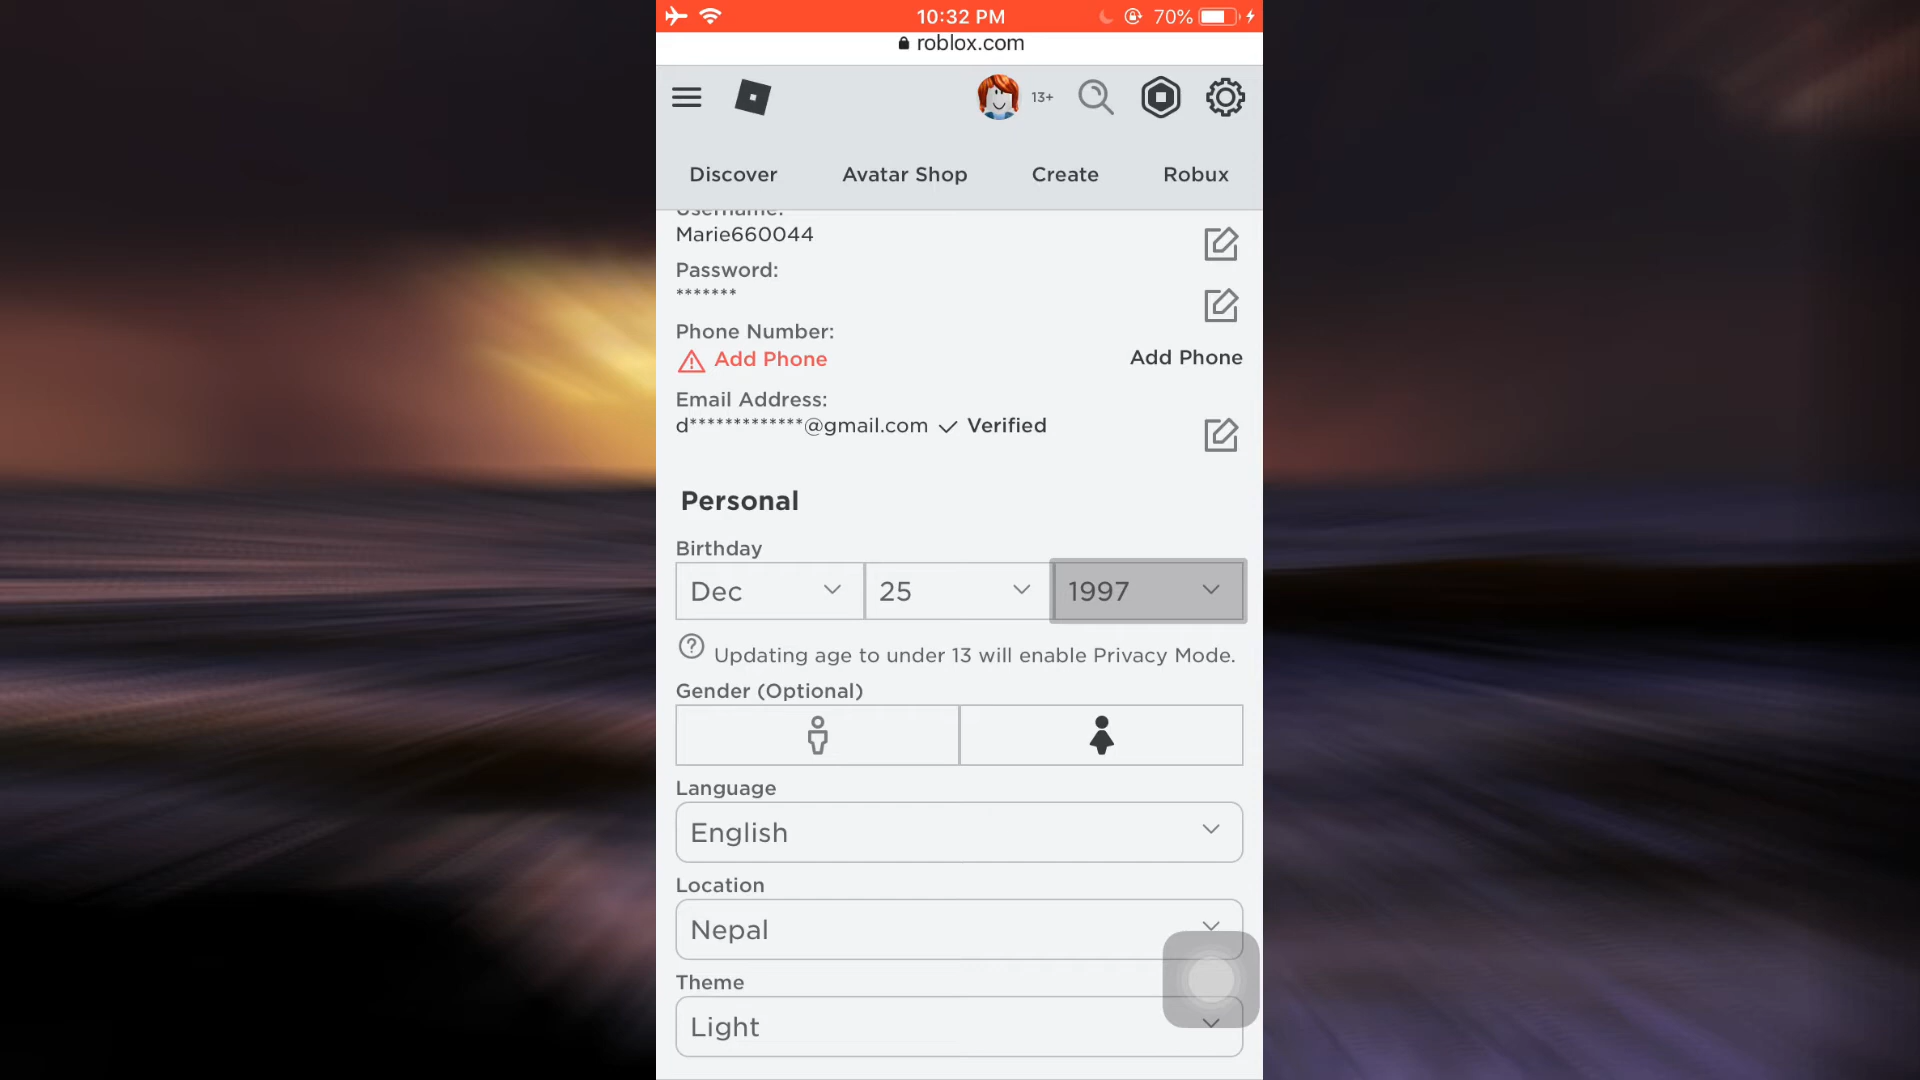 10:32 PM
70%
roblox.com
13+
Discover
Avatar Shop
Create
Robux
Username:
Marie660044
Password:
*******
Phone Number:
Add Phone
Add Phone
Email Address:
d*************@gmail.com
Verified
Personal
Birthday
Dec
25
1997
Updating age to under 13 will enable Privacy Mode.
Gender (Optional)
Language
English
Location
Nepal
Theme
Light